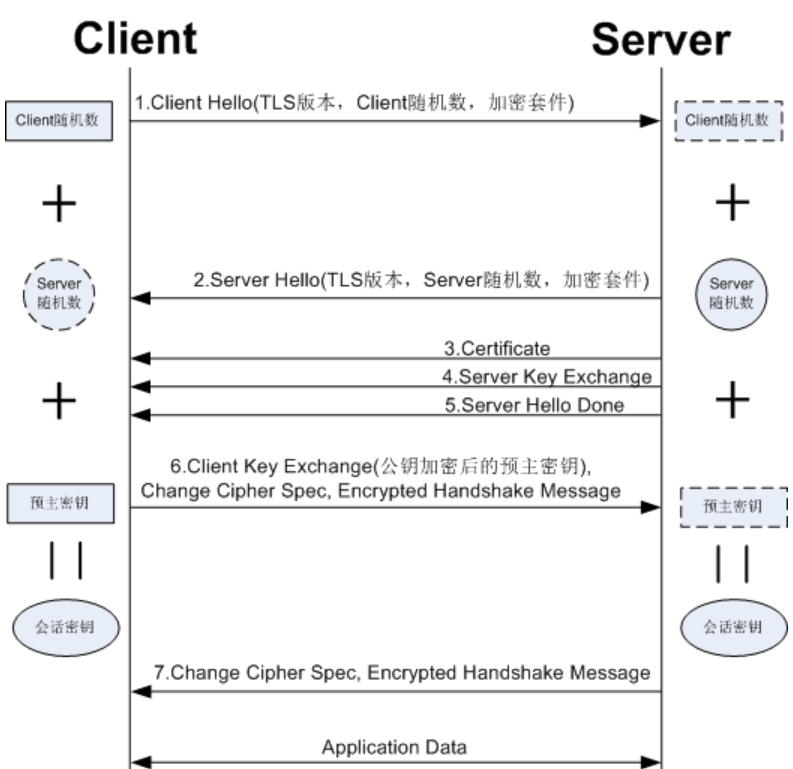 Client
Server
1.Client Hello(TLS版本，Client随机数，加密套件)
Client随机数
Client随机数
+
+
2.Server Hello(TLS版本，Server随机数，加密套件)
Server
随机数
Server
随机数
3.Certificate
4.Server Key Exchange
5.Server Hello Done
+
+
6.Client Key Exchange(公钥加密后的预主密钥),
Change Cipher Spec, Encrypted Handshake Message
预主密钥
预主密钥
会话密钥
会话密钥
7.Change Cipher Spec, Encrypted Handshake Message
Application Data